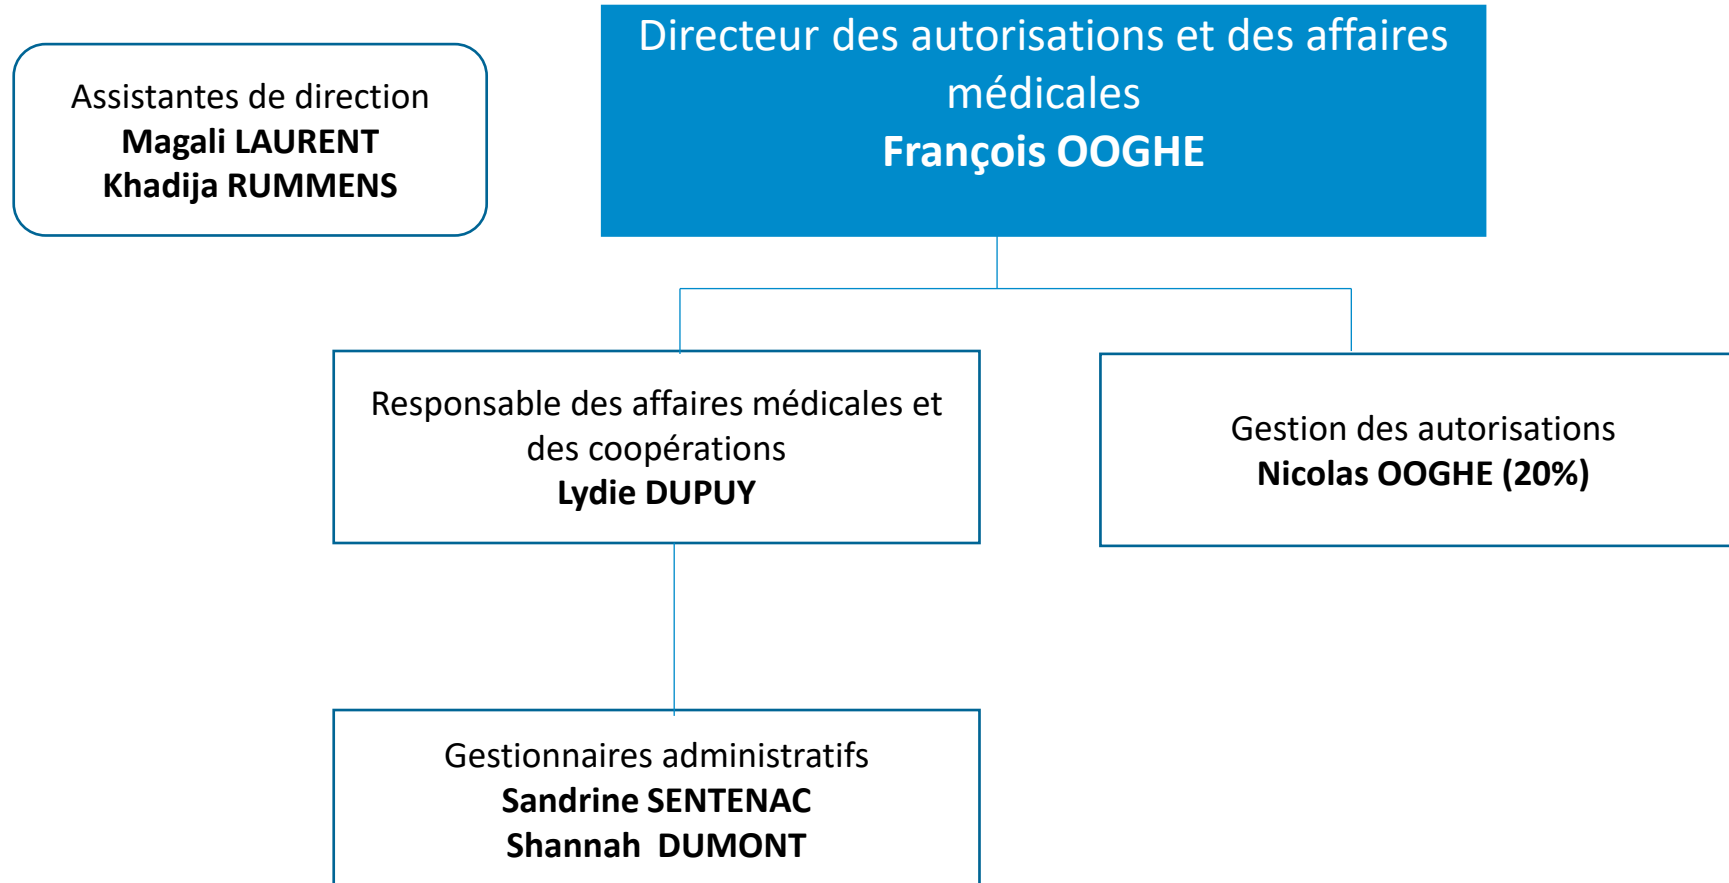 Assistantes de direction
Magali LAURENT
Khadija RUMMENS
Directeur des autorisations et des affaires
médicales
François OOGHE
Responsable des affaires médicales et
des coopérations
Lydie DUPUY
Gestion des autorisations
Nicolas OOGHE (20%)
Gestionnaires administratifs
Sandrine SENTENAC
Shannah  DUMONT